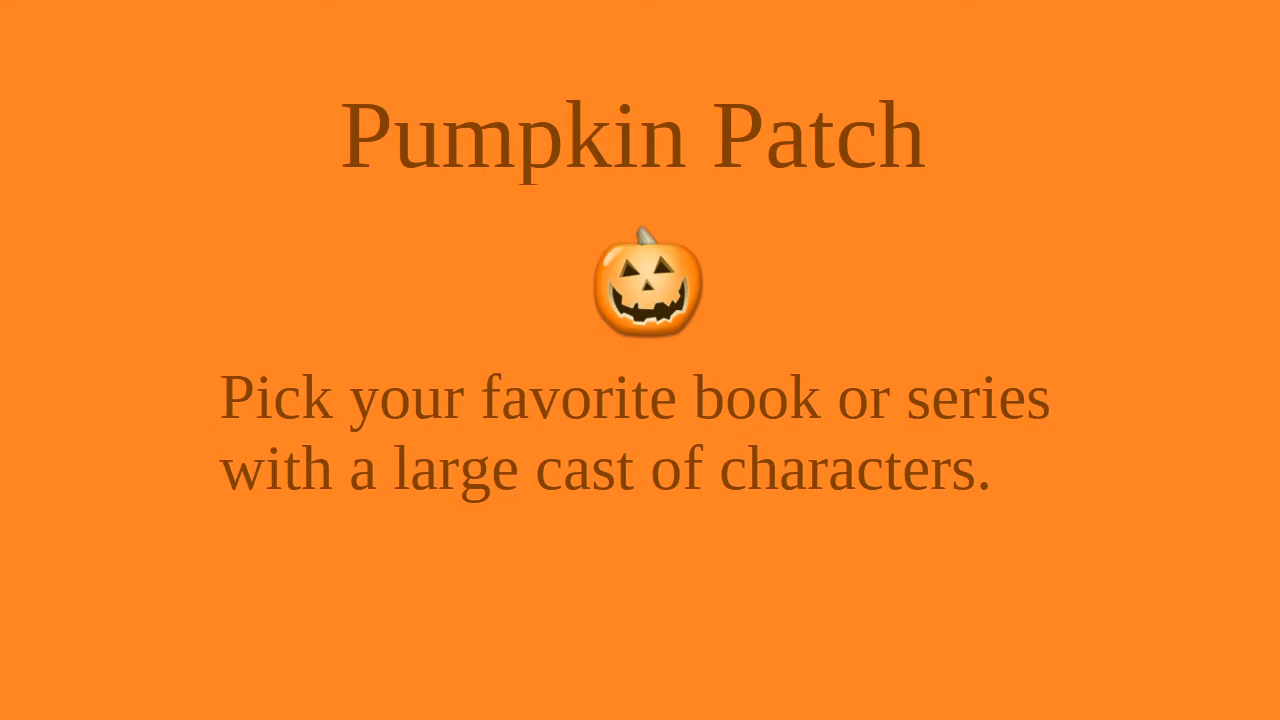 Pumpkin Patch
Pick your favorite book or series
with a large cast of characters.